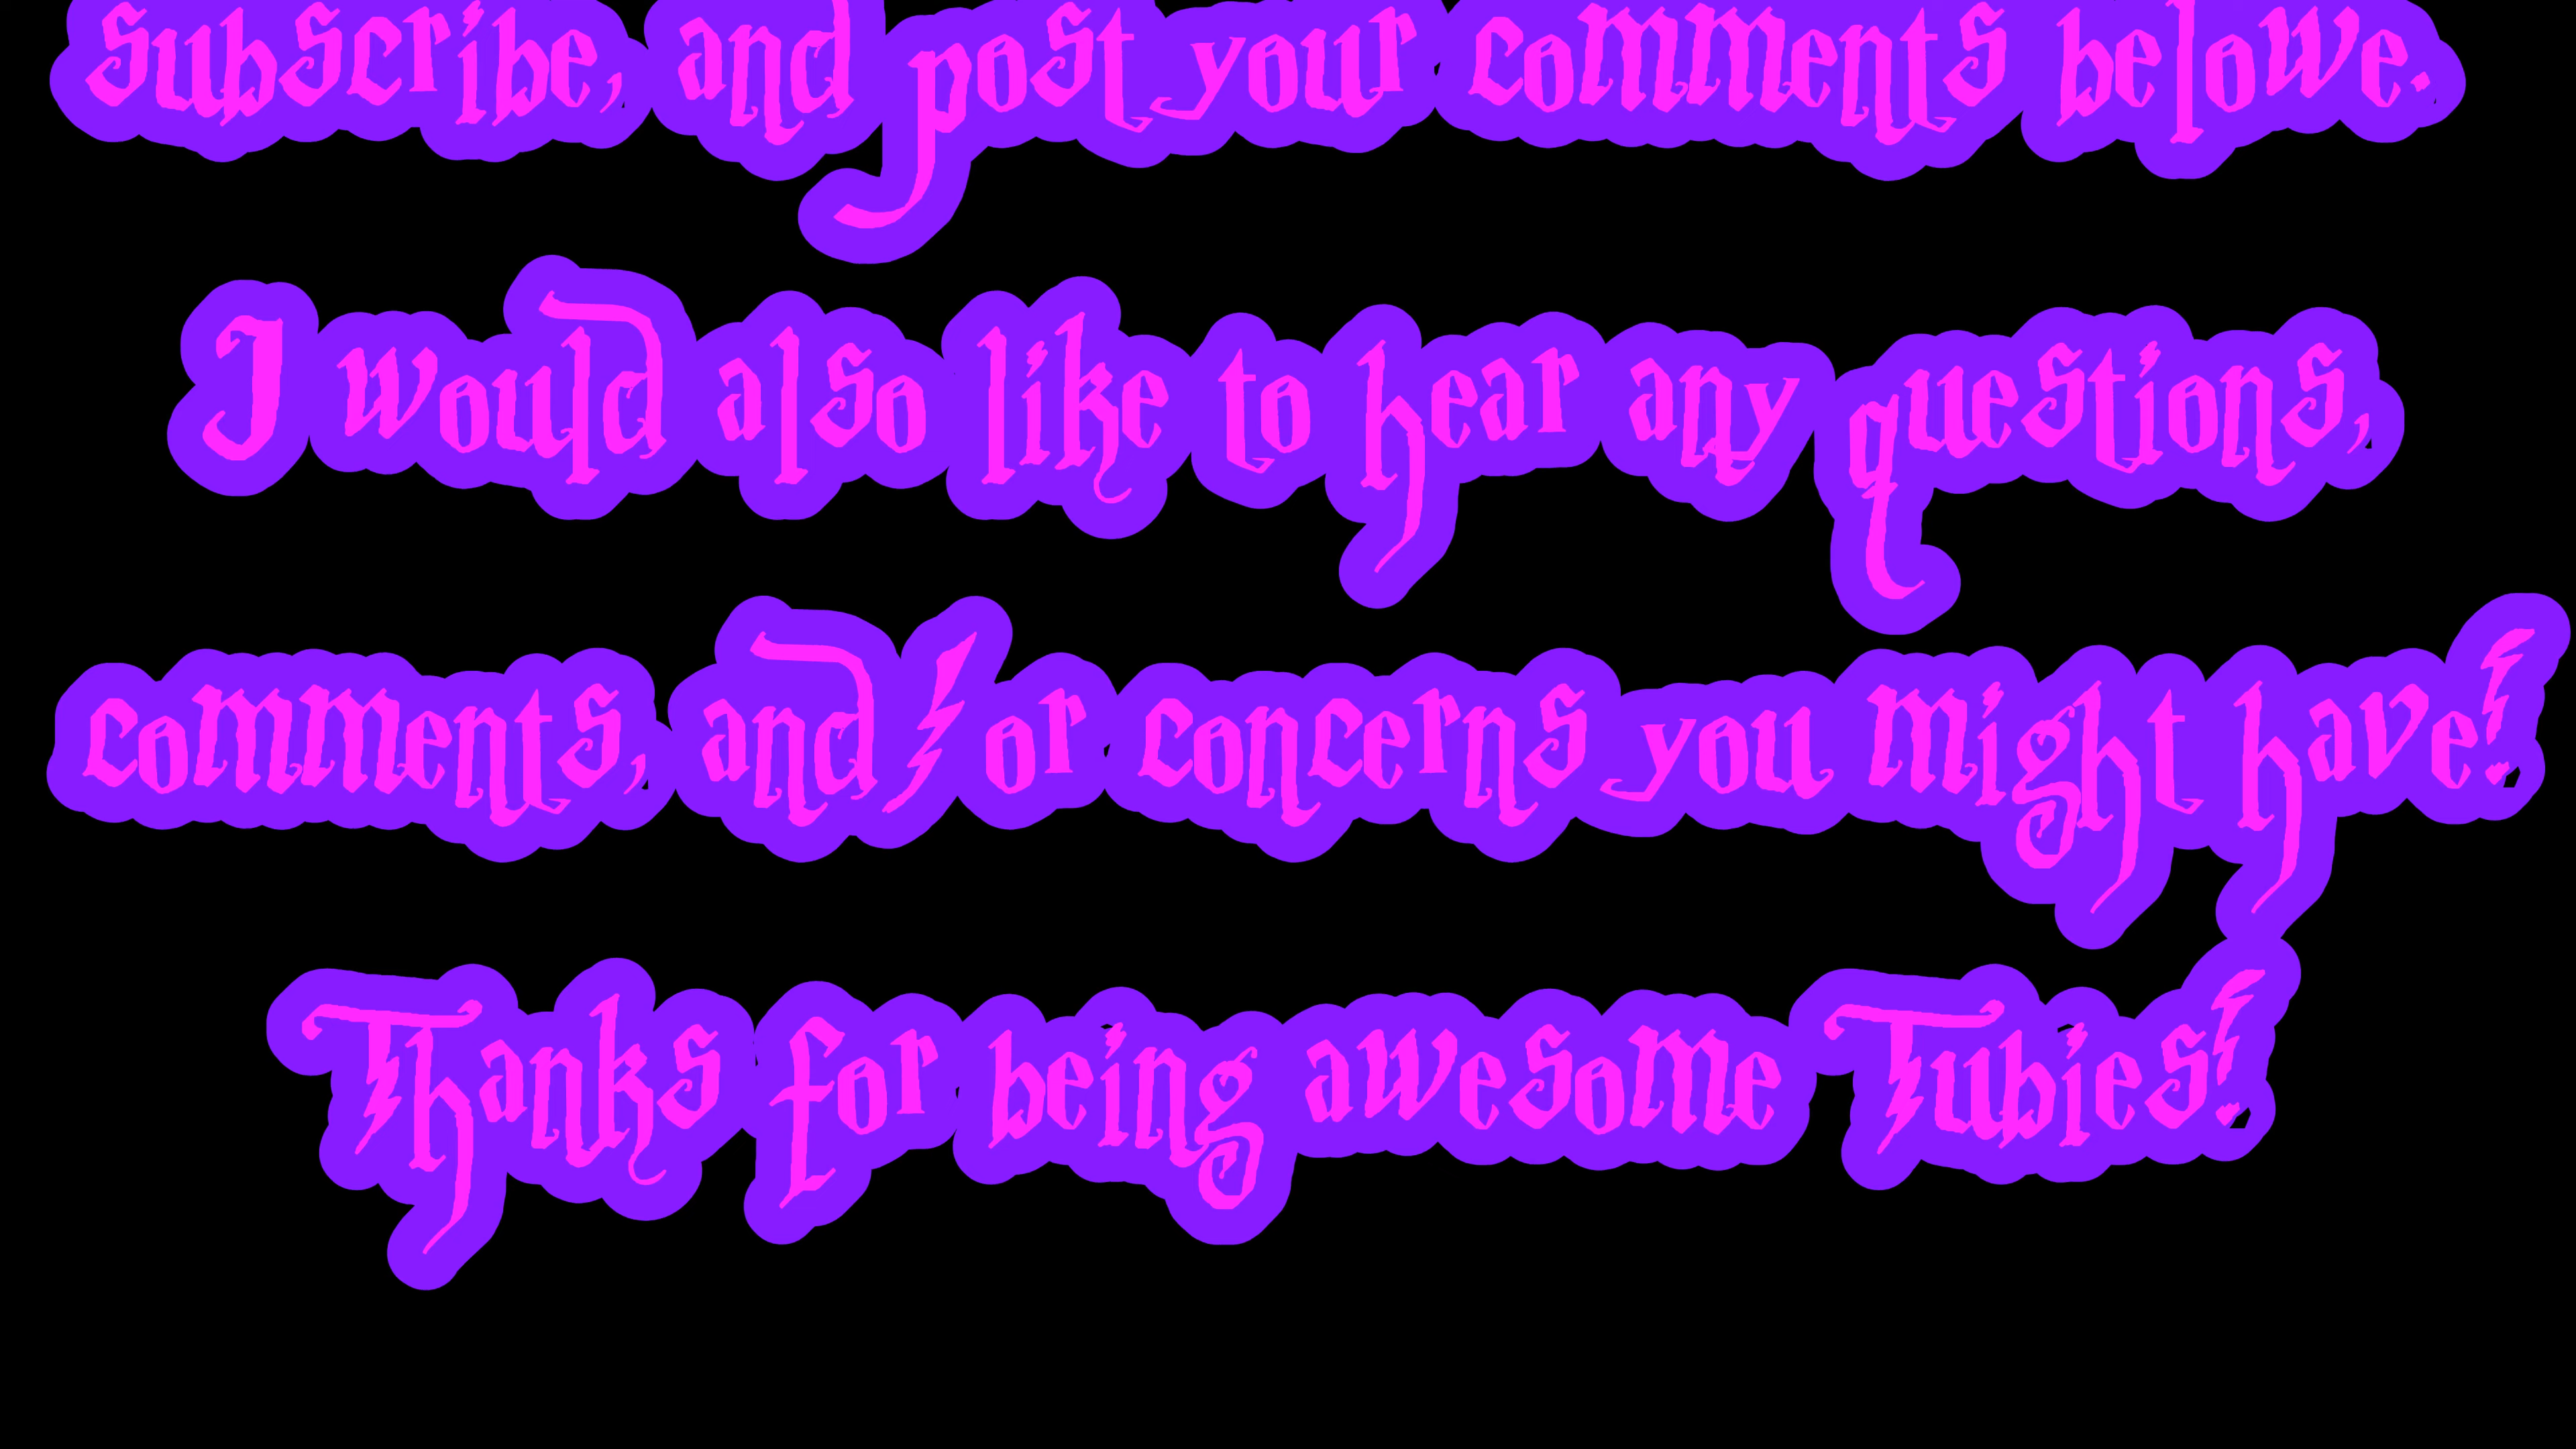 subscribe, and post your comments belowe.
I would also like to hear any questions,
comments, and/or concerns you might have!
Thanks for being awesome Tubies!